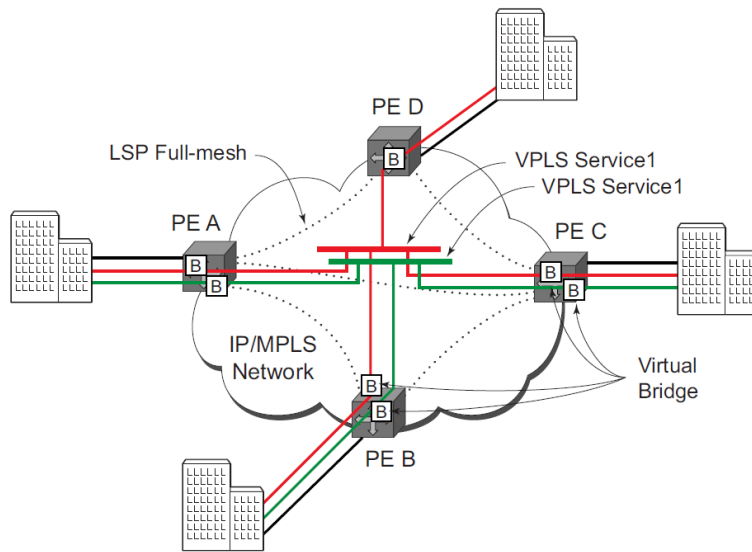 PE D
B
LSP Full-mesh
VPLS Service1
VPLS Service1
PE A
PE C
B
B
B
B
IP/MPLS
Network
Virtual
Bridge
B
B
PE B